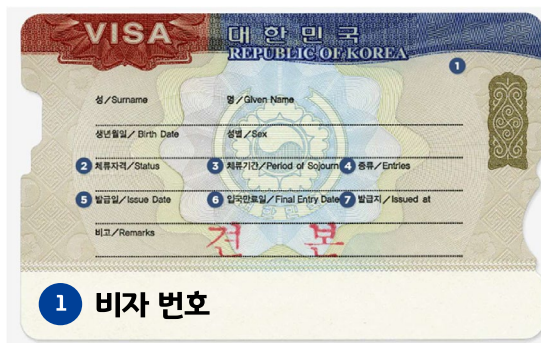 VISA 대한민국
REPUBLIC OF KOREA
1
성/Surname 명/Given Name
생년월일/Birth Date 성별/Sex
2 체류자격/Status 3 체류기간/Period of Sojourn 4 종류/Entries
5 발급일/Issue Date 6 입국만료일/Final Entry Date 7 발급지/Issued at
비고/Remarks 견 본
1 비자 번호